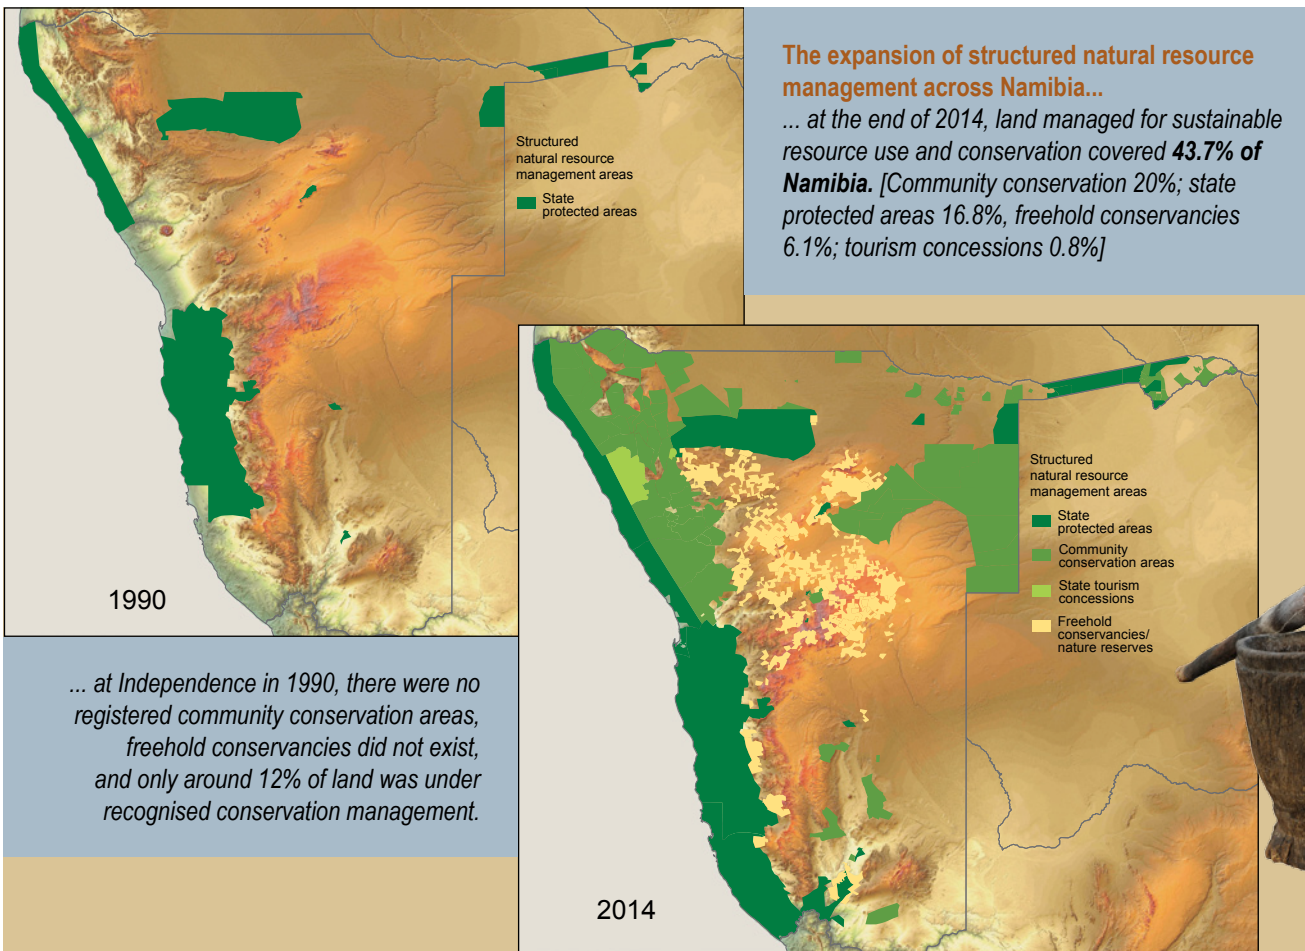 Structured
natural resource
management areas
State
protected areas
1990
The expansion of structured natural resource
management across Namibia...
... at the end of 2014, land managed for sustainable
resource use and conservation covered 43.7% of
Namibia. [Community conservation 20%; state
protected areas 16.8%, freehold conservancies
6.1%; tourism concessions 0.8%]
... at Independence in 1990, there were no
registered community conservation areas,
freehold conservancies did not exist,
and only around 12% of land was under
recognised conservation management.
Structured
natural resource
management areas
State
protected areas
Community
conservation areas
State tourism
concessions
Freehold
conservancies/
nature reserves
2014